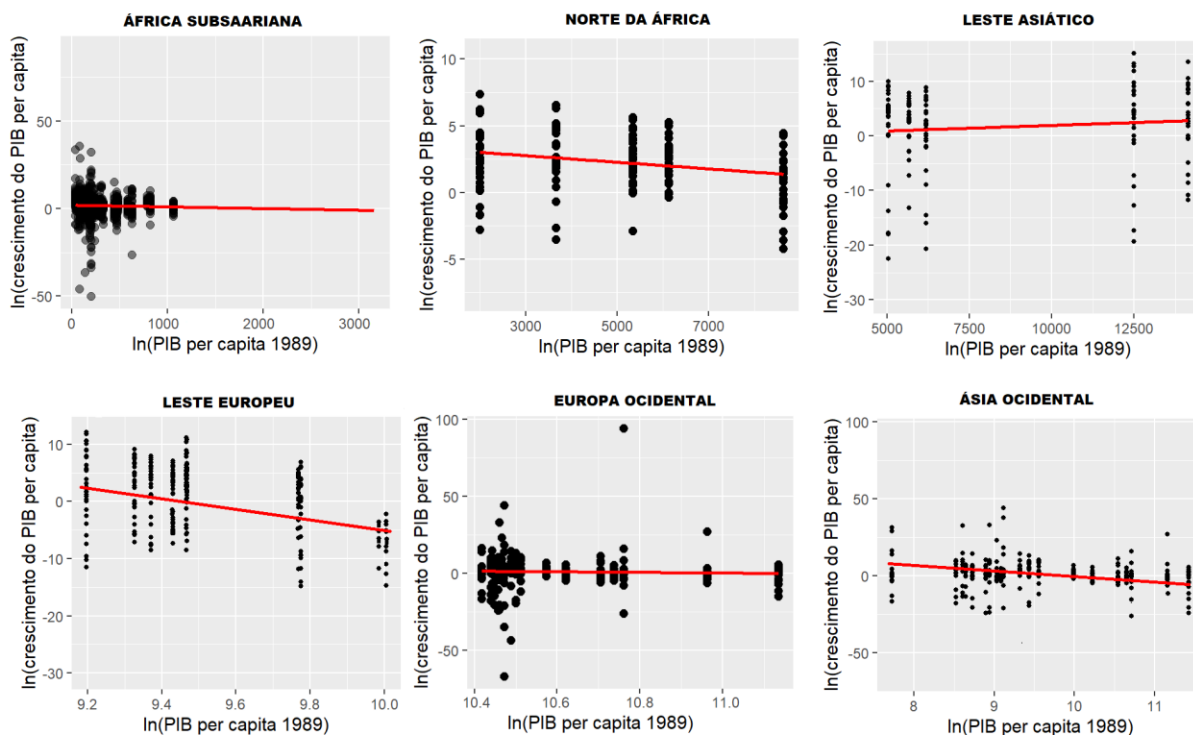 ÁFRICA SUBSAARIANA
ln(crescimento do PIB per capita)
50
0
-50
0
1000
2000
3000
ln(PIB per capita 1989)
NORTE DA ÁFRICA
ln(crescimento do PIB per capita)
10
5
0
-5
3000
5000
7000
ln(PIB per capita 1989)
LESTE ASIÁTICO
ln(crescimento do PIB per capita)
10
0
-10
-20
-30
5000
7500
10000
12500
ln(PIB per capita 1989)
LESTE EUROPEU
ln(crescimento do PIB per capita)
10
0
-10
-20
-30
9.2
9.4
9.6
9.8
10.0
ln(PIB per capita 1989)
EUROPA OCIDENTAL
ln(crescimento do PIB per capita)
100
50
0
-50
10.4
10.6
10.8
11.0
ln(PIB per capita 1989)
ÁSIA OCIDENTAL
ln(crescimento do PIB per capita)
100
50
0
-50
8
9
10
11
ln(PIB per capita 1989)